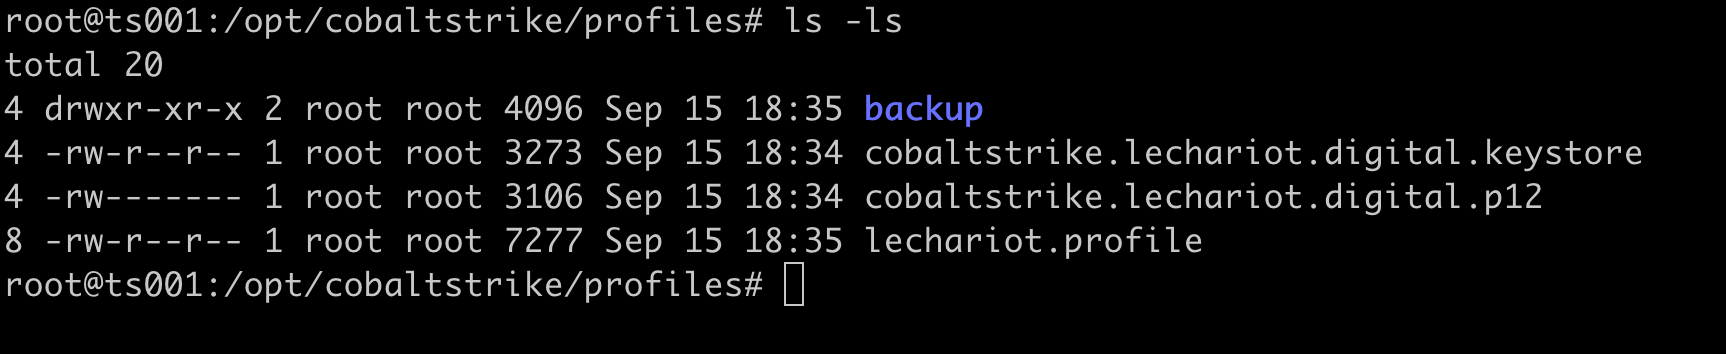 root@ts001:/opt/cobaltstrike/profiles# ls -ls
total 20
4 drwxr-xr-x 2 root root 4096 Sep 15 18:35 backup
4 -rw-r--r-- 1 root root 3273 Sep 15 18:34 cobaltstrike.lechariot.digital.keystore
4 -rw------- 1 root root 3106 Sep 15 18:34 cobaltstrike.lechariot.digital.p12
8 -rw-r--r-- 1 root root 7277 Sep 15 18:35 lechariot.profile
root@ts001:/opt/cobaltstrike/profiles#